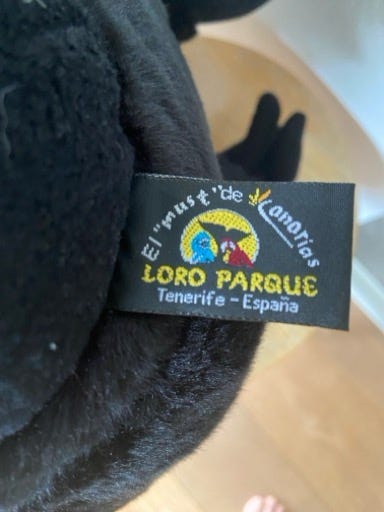 El "must" de Canarias
LORO PARQUE
Tenerife - España